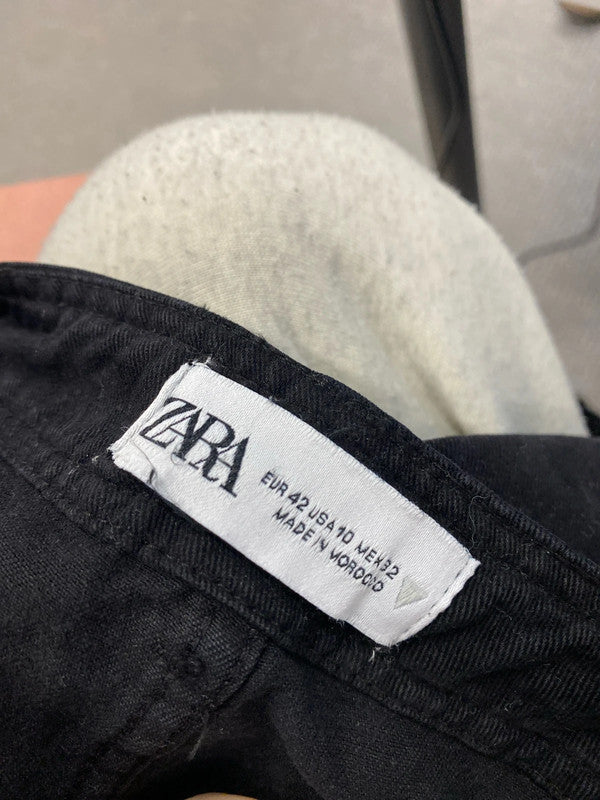 ZARA
EUR 42 USA 10 MEX 32
MADE IN MOROCCO